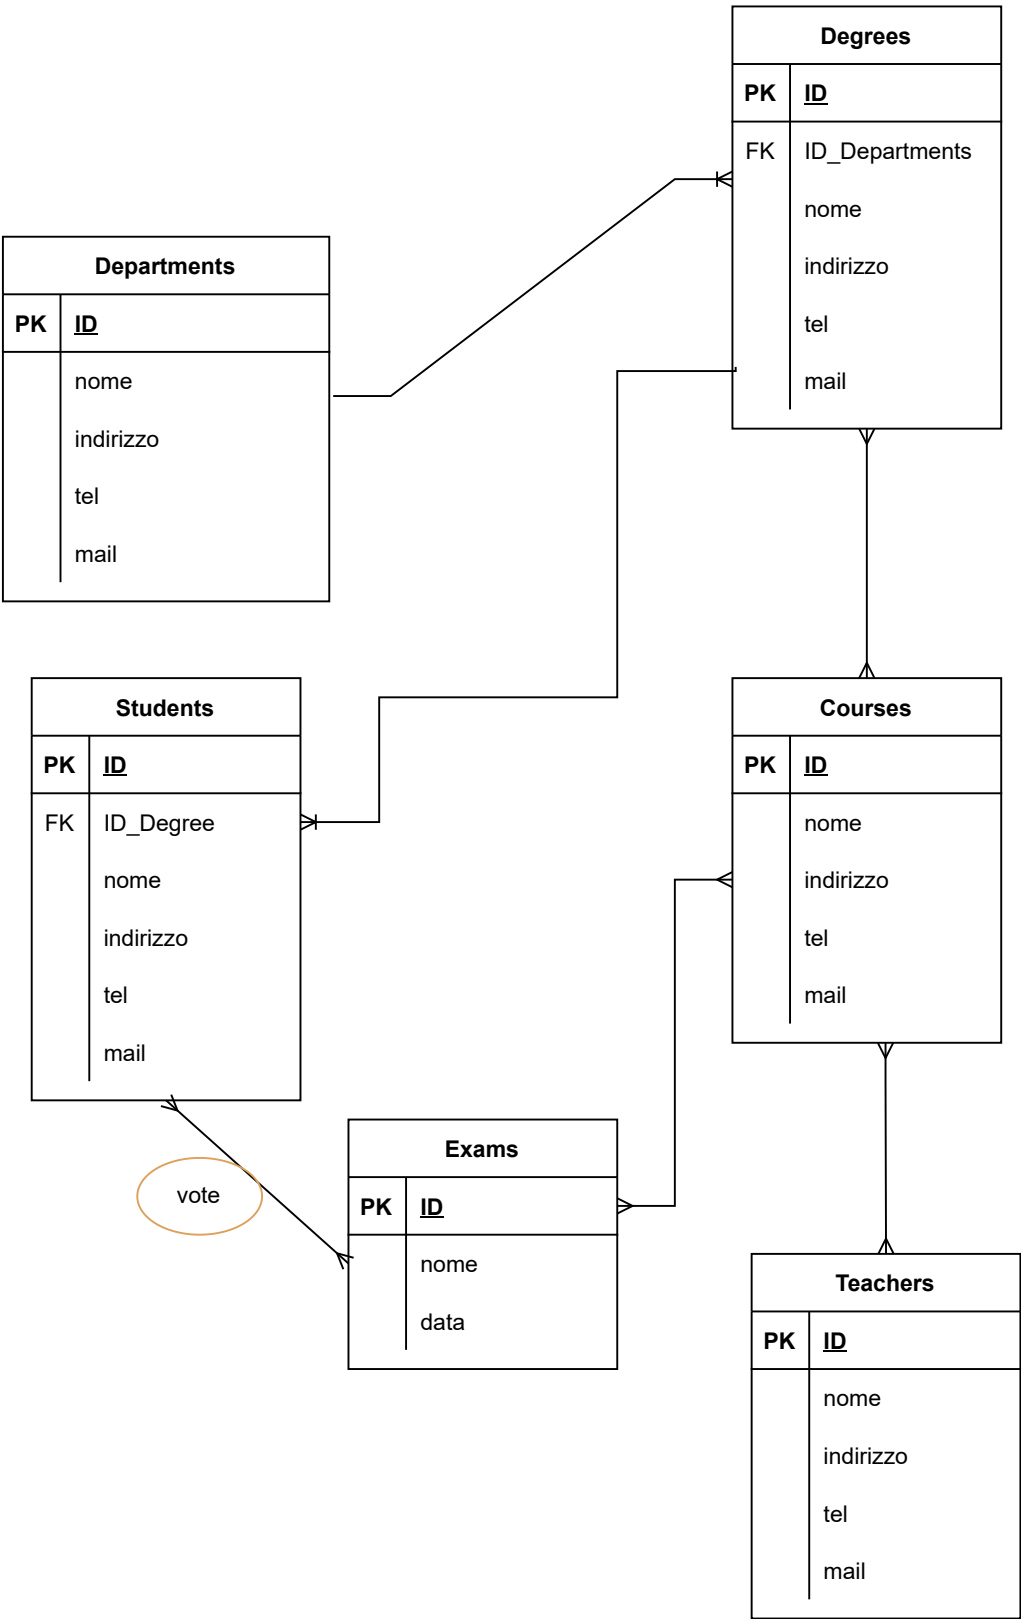 Degrees
PK ID
FK ID_Departments
nome
indirizzo
tel
mail
Departments
PK ID
nome
indirizzo
tel
mail
Students
PK ID
FK ID_Degree
nome
indirizzo
tel
mail
Courses
PK ID
nome
indirizzo
tel
mail
vote
Exams
PK ID
nome
data
Teachers
PK ID
nome
indirizzo
tel
mail